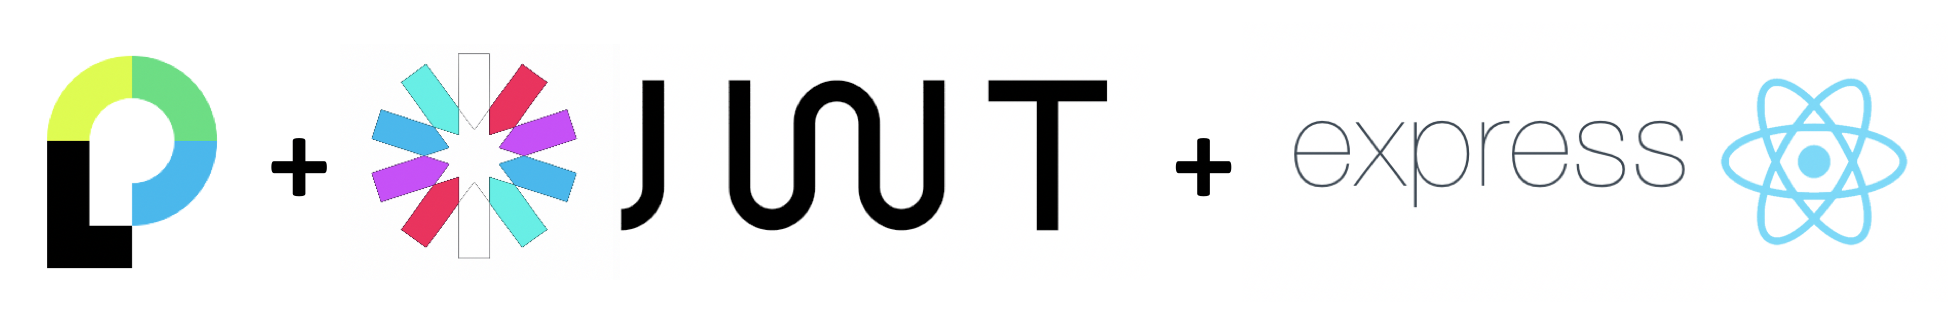 + JWT + express